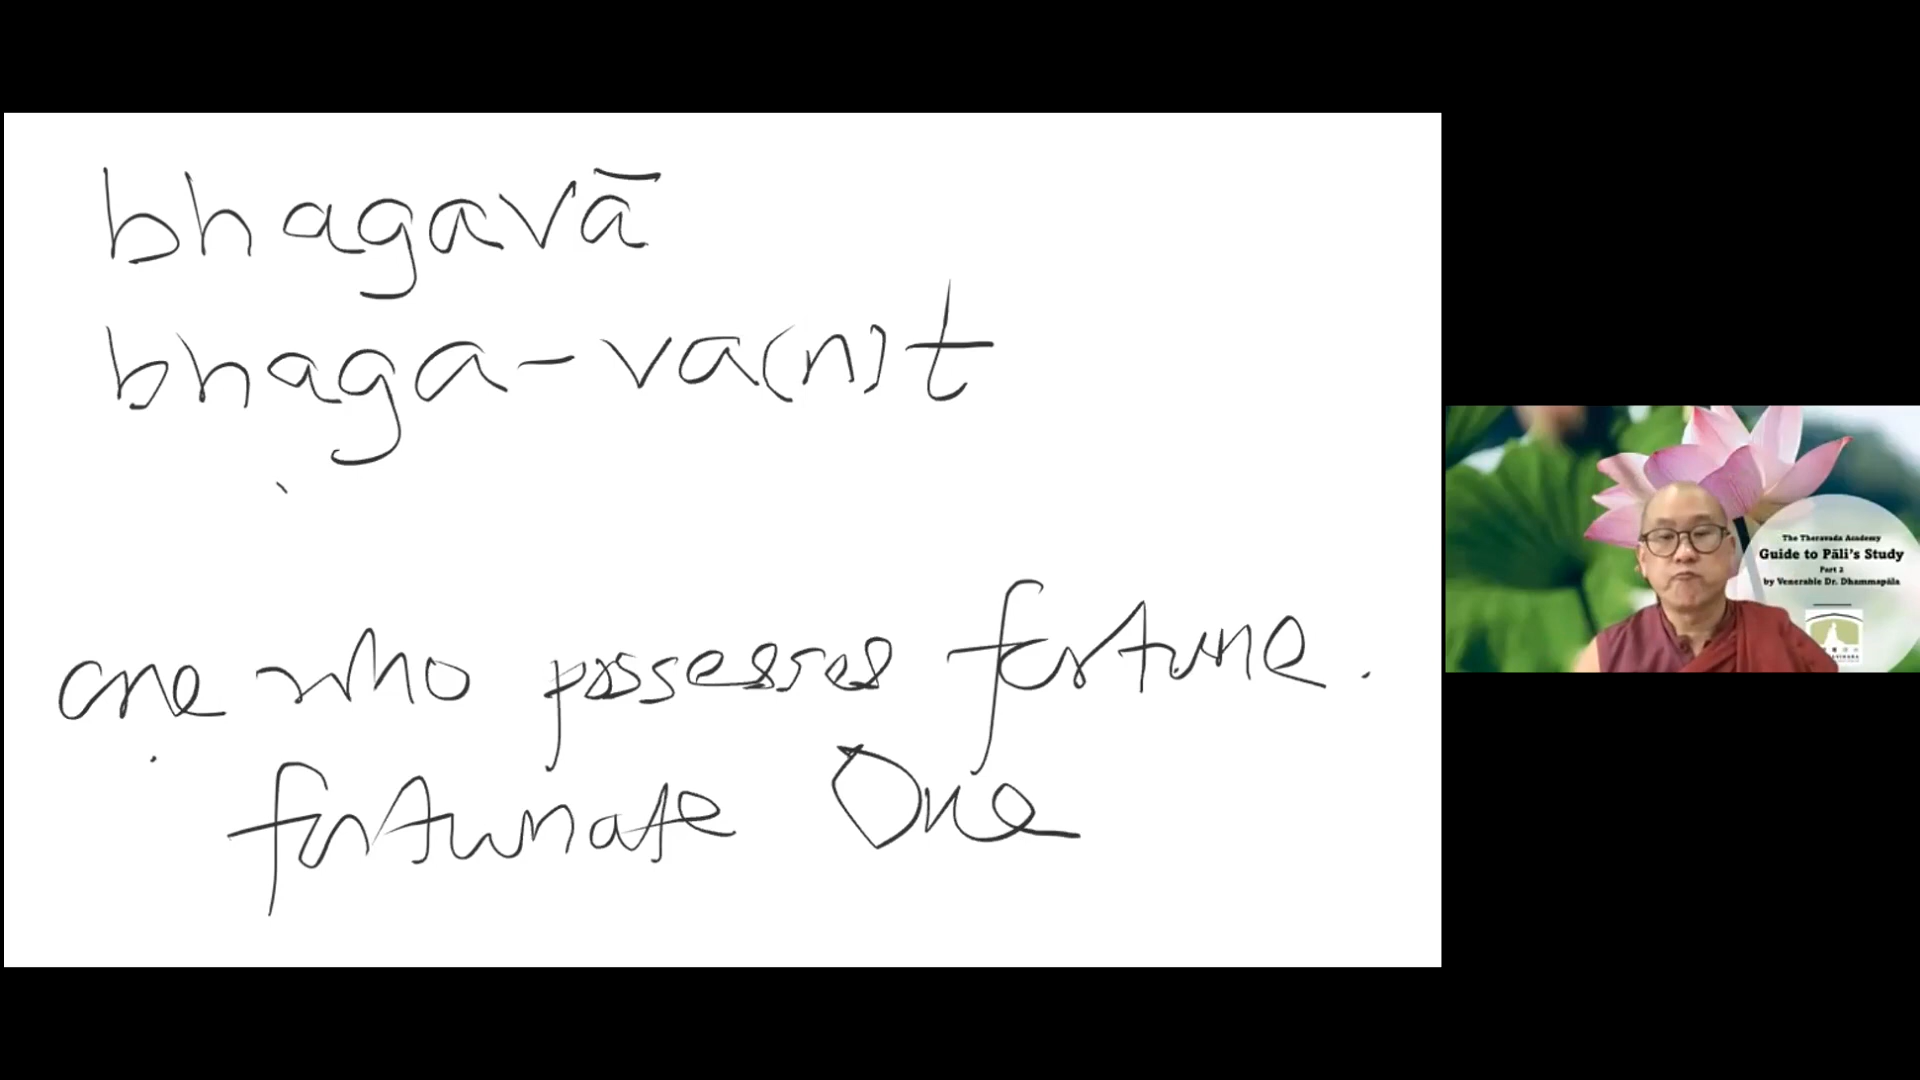 bhagavā
bhaga-va(n)t
one who possesses fortune.
fortunate One
The Theravada Academy
Guide to Pāli's Study
Part 2
by Venerable Dr. Dhammapāla